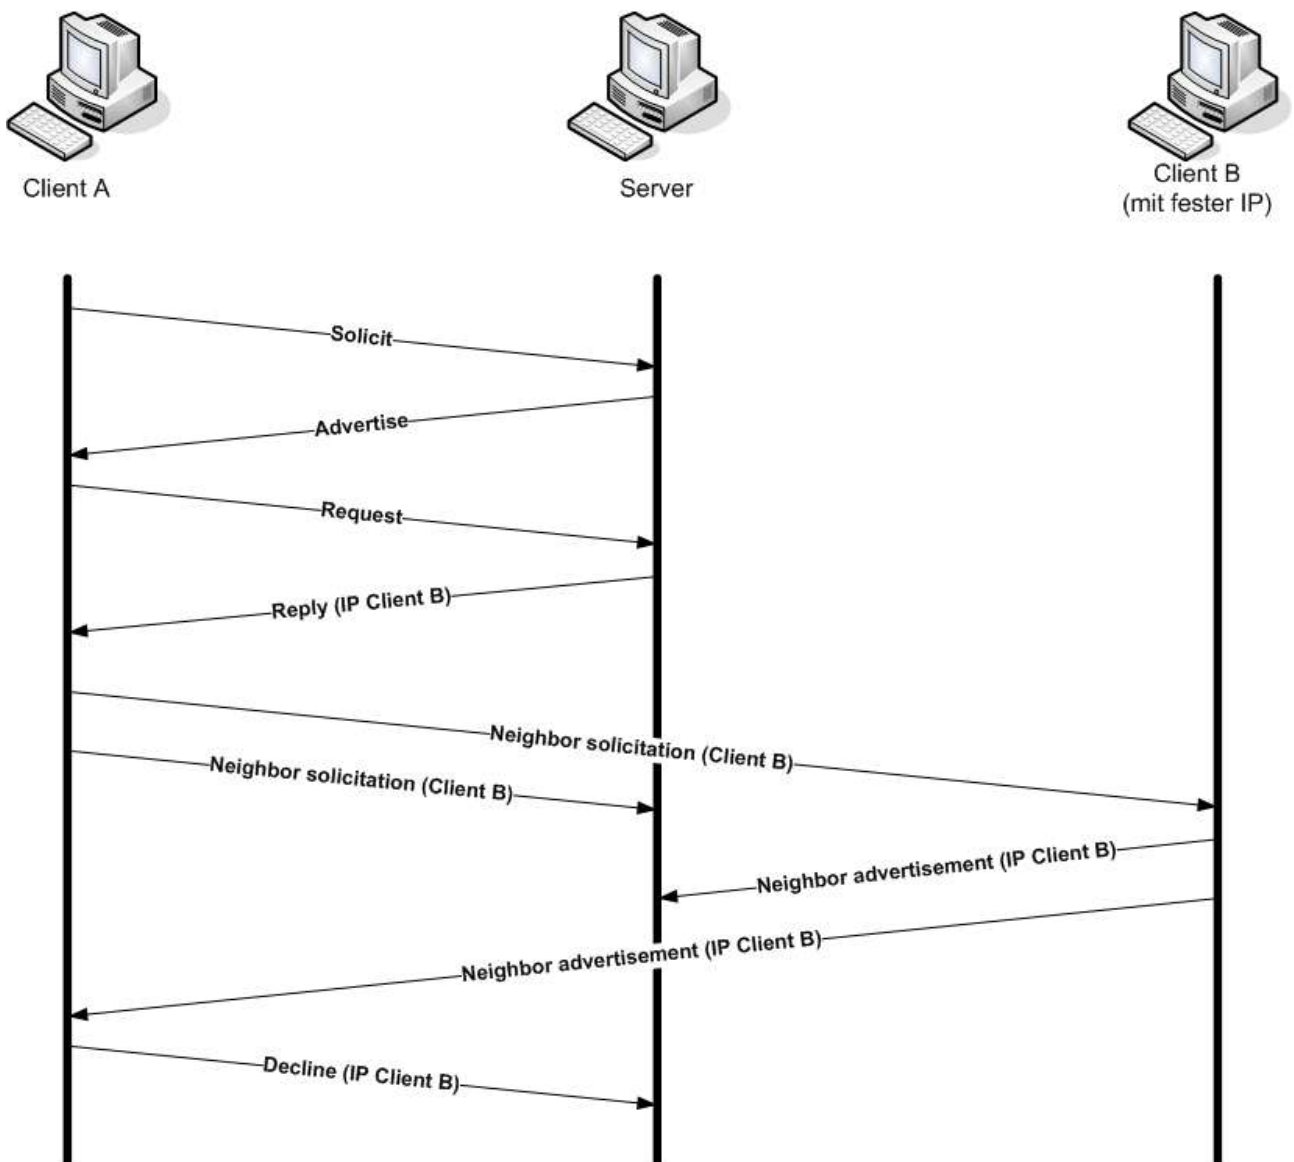 Client A
Server
Client B
(mit fester IP)
Solicit
Advertise
Request
Reply (IP Client B)
Neighbor solicitation (Client B)
Neighbor solicitation (Client B)
Neighbor advertisement (IP Client B)
Neighbor advertisement (IP Client B)
Decline (IP Client B)